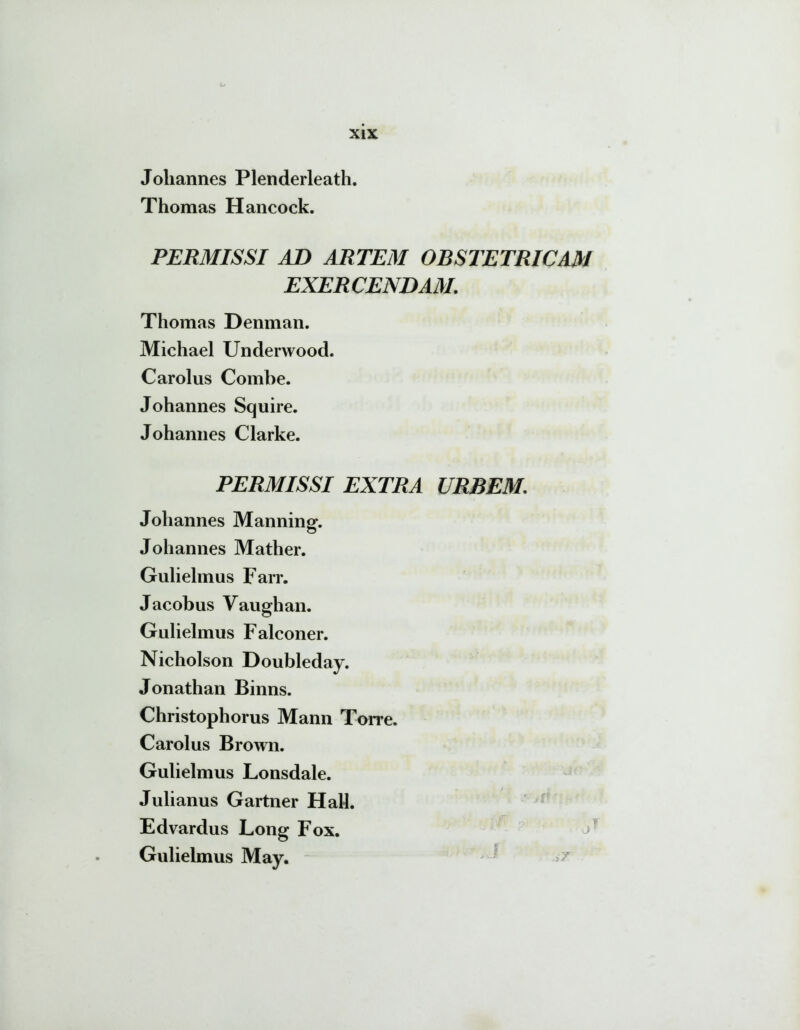 xix
Johannes Plenderleath.
Thomas Hancock.
PERMISSI AD ARTEM OBSTETRICAM
EXERCENDAM.
Thomas Denman.
Michael Underwood.
Carolus Combe.
Johannes Squire.
Johannes Clarke.
PERMISSI EXTRA URBEM.
Johannes Manning.
Johannes Mather.
Gulielmus Farr.
Jacobus Vaughan.
Gulielmus Falconer.
Nicholson Doubleday.
Jonathan Binns.
Christophorus Mann Torre.
Carolus Brown.
Gulielmus Lonsdale.
Julianus Gartner Hall.
Edvardus Long Fox.
Gulielmus May.